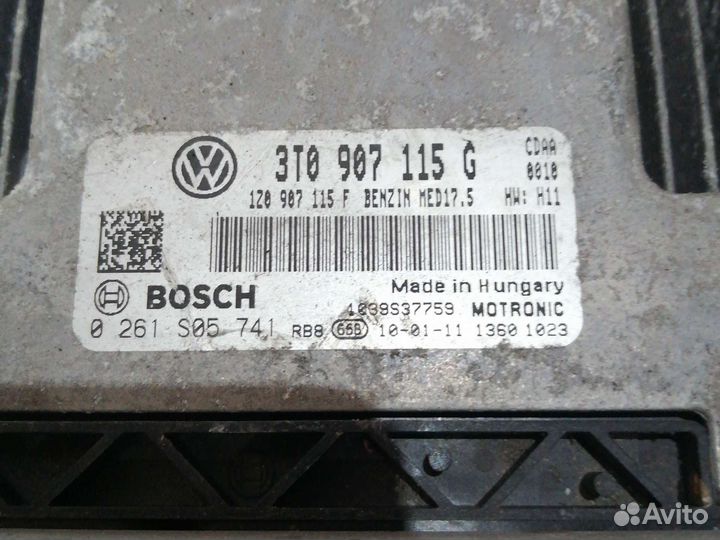 3T0 907 115 G CDAA
1Z0 907 115 F BENZIN MED17.5 0010
HW: H11
Made in Hungary
BOSCH 1039S37759 MOTRONIC
0 261 S05 741 RB8 658 10-01-11 1360 1023
Avito